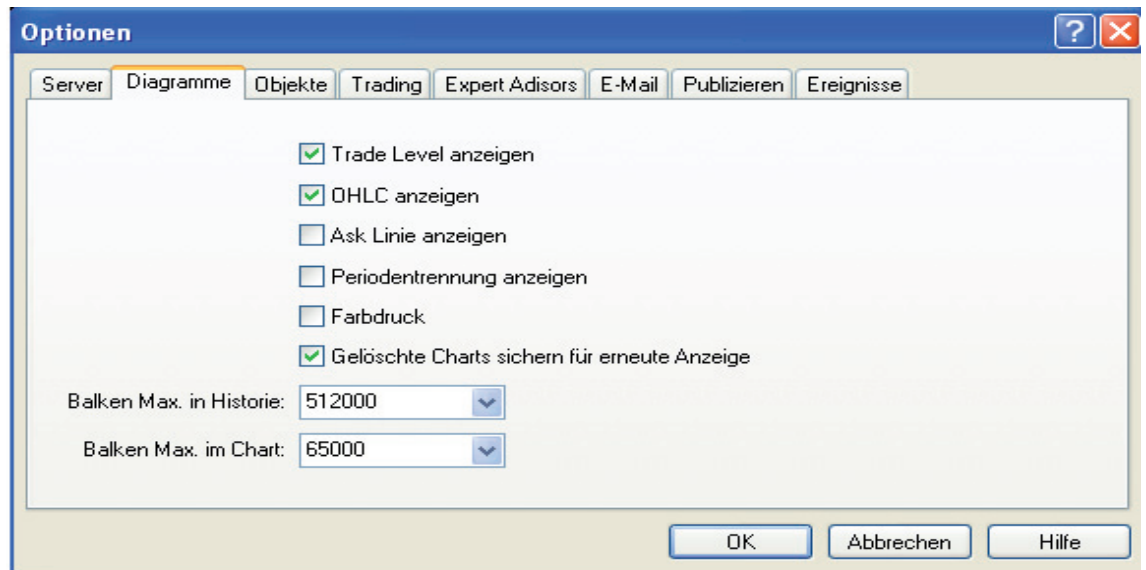 Optionen
Server Diagramme Objekte Trading Expert Adisors E-Mail Publizieren Ereignisse
Trade Level anzeigen
OHLC anzeigen
Ask Linie anzeigen
Periodentrennung anzeigen
Farbdruck
Gelöschte Charts sichern für erneute Anzeige
Balken Max. in Historie: 512000
Balken Max. im Chart: 65000
OK Abbrechen Hilfe